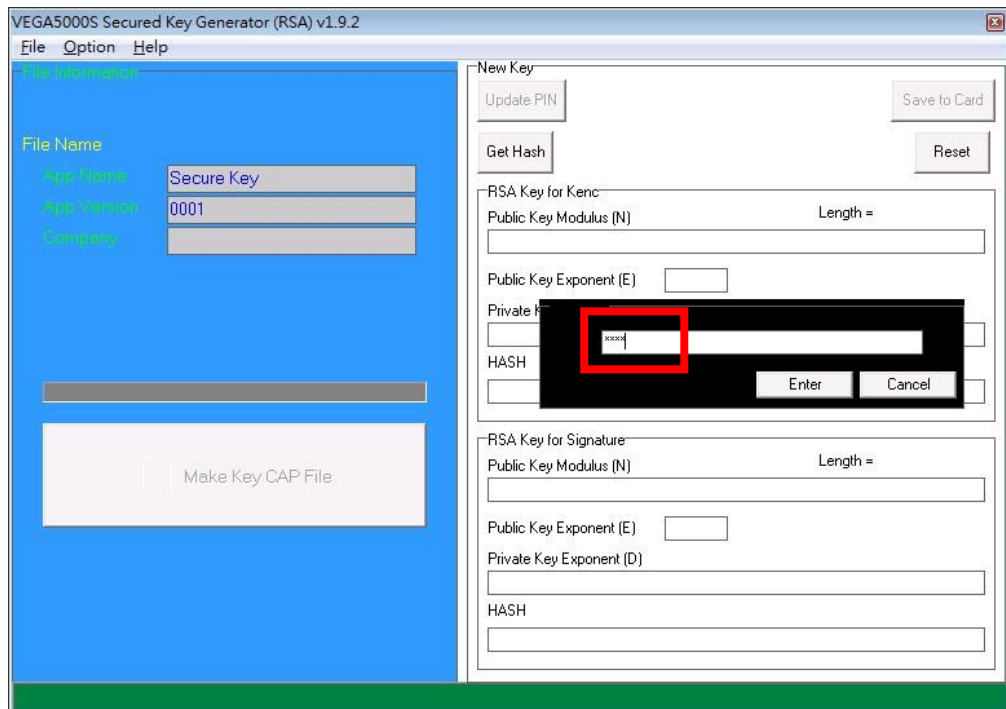 VEGA5000S Secured Key Generator (RSA) v1.9.2
File Option Help
File Information
File Name
App Name Secure Key
App Version 0001
Company
Make Key CAP File
New Key
Update PIN Save to Card
Get Hash Reset
RSA Key for Kenc
Public Key Modulus (N) Length =
Public Key Exponent (E)
Private K
****
HASH
Enter Cancel
RSA Key for Signature
Public Key Modulus (N) Length =
Public Key Exponent (E)
Private Key Exponent (D)
HASH